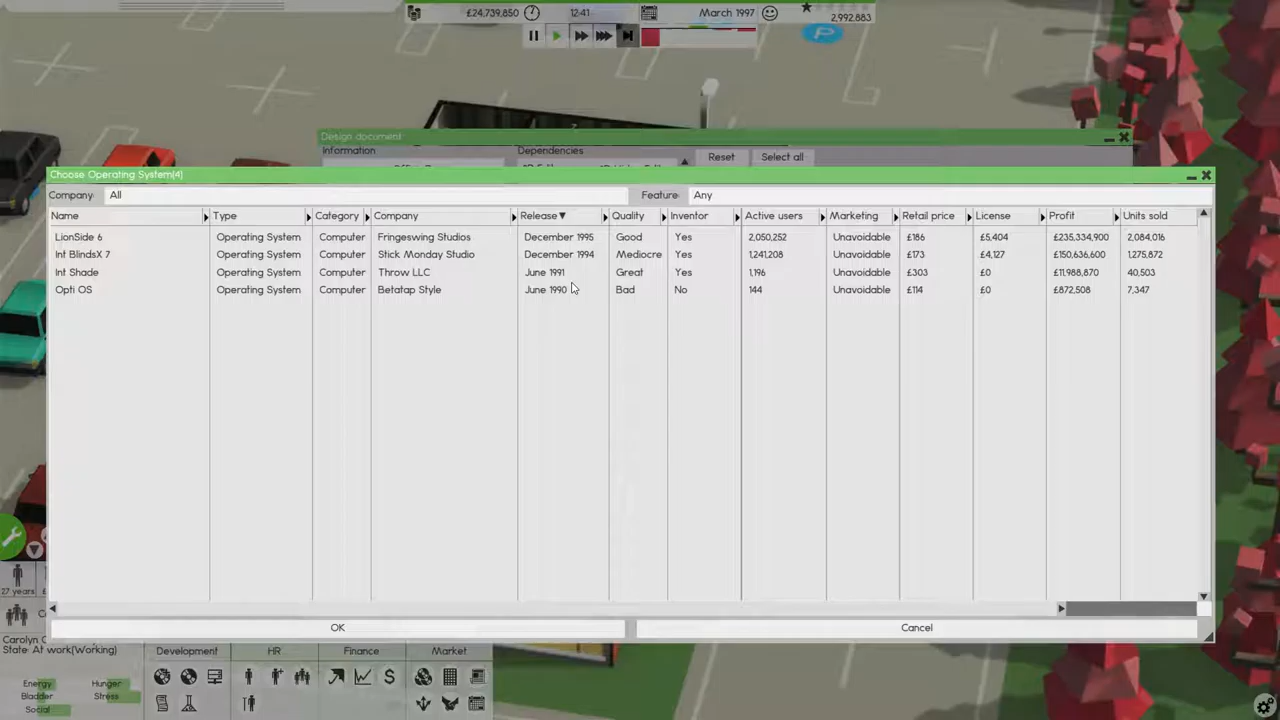 £24,739,850 12:41 March 1997 2,992,883
Design document
Information Dependencies Reset Select all
Choose Operating System(4)
Company: All Feature: Any
Name Type Category Company Release▼ Quality Inventor Active users Marketing Retail price License Profit Units sold
LionSide 6 Operating System Computer Fringeswing Studios December 1995 Good Yes 2,050,252 Unavoidable £186 £5,404 £235,334,900 2,084,016
Int BlindsX 7 Operating System Computer Stick Monday Studio December 1994 Mediocre Yes 1,241,208 Unavoidable £173 £4,127 £150,636,600 1,275,872
Int Shade Operating System Computer Throw LLC June 1991 Great Yes 1,196 Unavoidable £303 £0 £11,988,870 40,503
Opti OS Operating System Computer Betatap Style June 1990 Bad No 144 Unavoidable £114 £0 £872,508 7,347
OK Cancel
27 years
Carolyn
State: At work(Working) Development HR Finance Market
Energy Hunger
Bladder Stress
Social